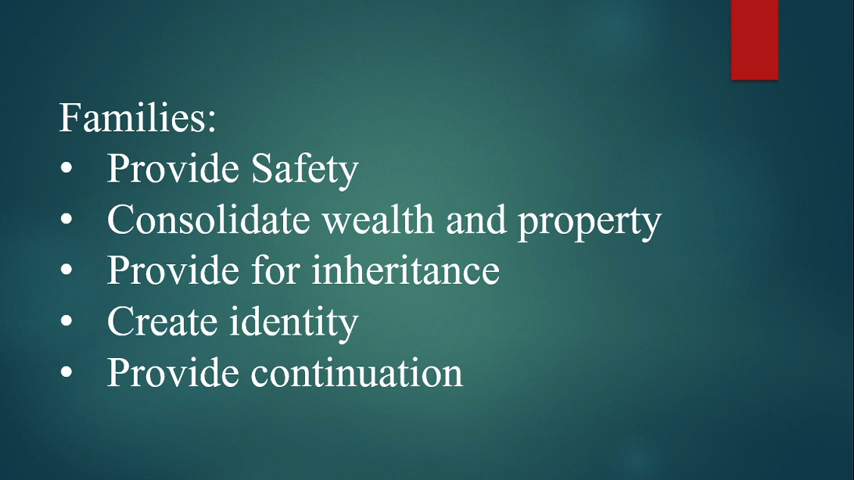 Families:
• Provide Safety
• Consolidate wealth and property
• Provide for inheritance
• Create identity
• Provide continuation